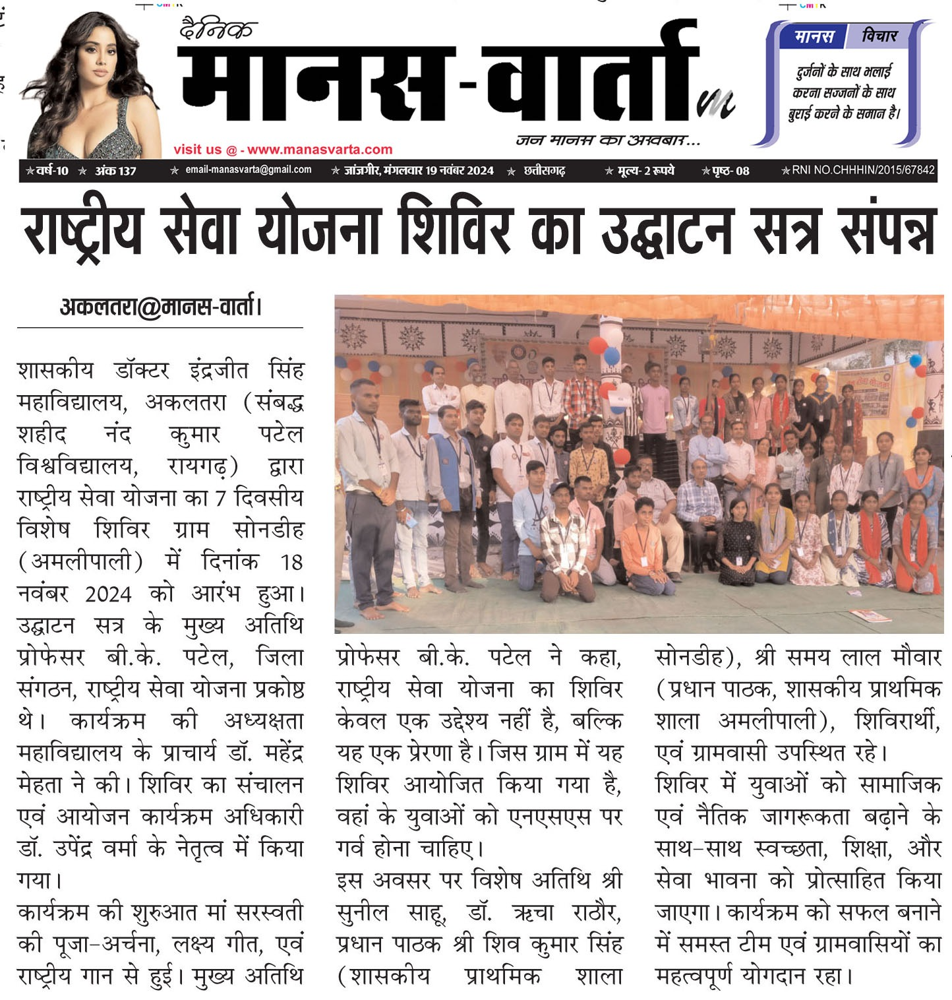 दैनिक
मानस-वार्ता
जन मानस का अखबार...
visit us @ - www.manasvarta.com
मानस विचार
दुर्जनों के साथ भलाई
करना सज्जनों के साथ
बुराई करने के समान है।
वर्ष-10 अंक 137 email-manasvarta@gmail.com जांजगीर, मंगलवार 19 नवंबर 2024 छत्तीसगढ़ मूल्य- 2 रूपये पृष्ठ- 08 RNI NO.CHHHIN/2015/67842
राष्ट्रीय सेवा योजना शिविर का उद्घाटन सत्र संपन्न
अकलतरा@मानस-वार्ता।
शासकीय डॉक्टर इंद्रजीत सिंह
महाविद्यालय, अकलतरा (संबद्ध
शहीद नंद कुमार पटेल
विश्वविद्यालय, रायगढ़) द्वारा
राष्ट्रीय सेवा योजना का 7 दिवसीय
विशेष शिविर ग्राम सोनडीह
(अमलीपाली) में दिनांक 18
नवंबर 2024 को आरंभ हुआ।
उद्घाटन सत्र के मुख्य अतिथि
प्रोफेसर बी.के. पटेल, जिला
संगठन, राष्ट्रीय सेवा योजना प्रकोष्ठ
थे। कार्यक्रम की अध्यक्षता
महाविद्यालय के प्राचार्य डॉ. महेंद्र
मेहता ने की। शिविर का संचालन
एवं आयोजन कार्यक्रम अधिकारी
डॉ. उपेंद्र वर्मा के नेतृत्व में किया
गया।
कार्यक्रम की शुरुआत मां सरस्वती
की पूजा-अर्चना, लक्ष्य गीत, एवं
राष्ट्रीय गान से हुई। मुख्य अतिथि
प्रोफेसर बी.के. पटेल ने कहा,
राष्ट्रीय सेवा योजना का शिविर
केवल एक उद्देश्य नहीं है, बल्कि
यह एक प्रेरणा है। जिस ग्राम में यह
शिविर आयोजित किया गया है,
वहां के युवाओं को एनएसएस पर
गर्व होना चाहिए।
इस अवसर पर विशेष अतिथि श्री
सुनील साहू, डॉ. ऋचा राठौर,
प्रधान पाठक श्री शिव कुमार सिंह
(शासकीय प्राथमिक शाला
सोनडीह), श्री समय लाल मौवार
(प्रधान पाठक, शासकीय प्राथमिक
शाला अमलीपाली), शिविरार्थी,
एवं ग्रामवासी उपस्थित रहे।
शिविर में युवाओं को सामाजिक
एवं नैतिक जागरूकता बढ़ाने के
साथ-साथ स्वच्छता, शिक्षा, और
सेवा भावना को प्रोत्साहित किया
जाएगा। कार्यक्रम को सफल बनाने
में समस्त टीम एवं ग्रामवासियों का
महत्वपूर्ण योगदान रहा।